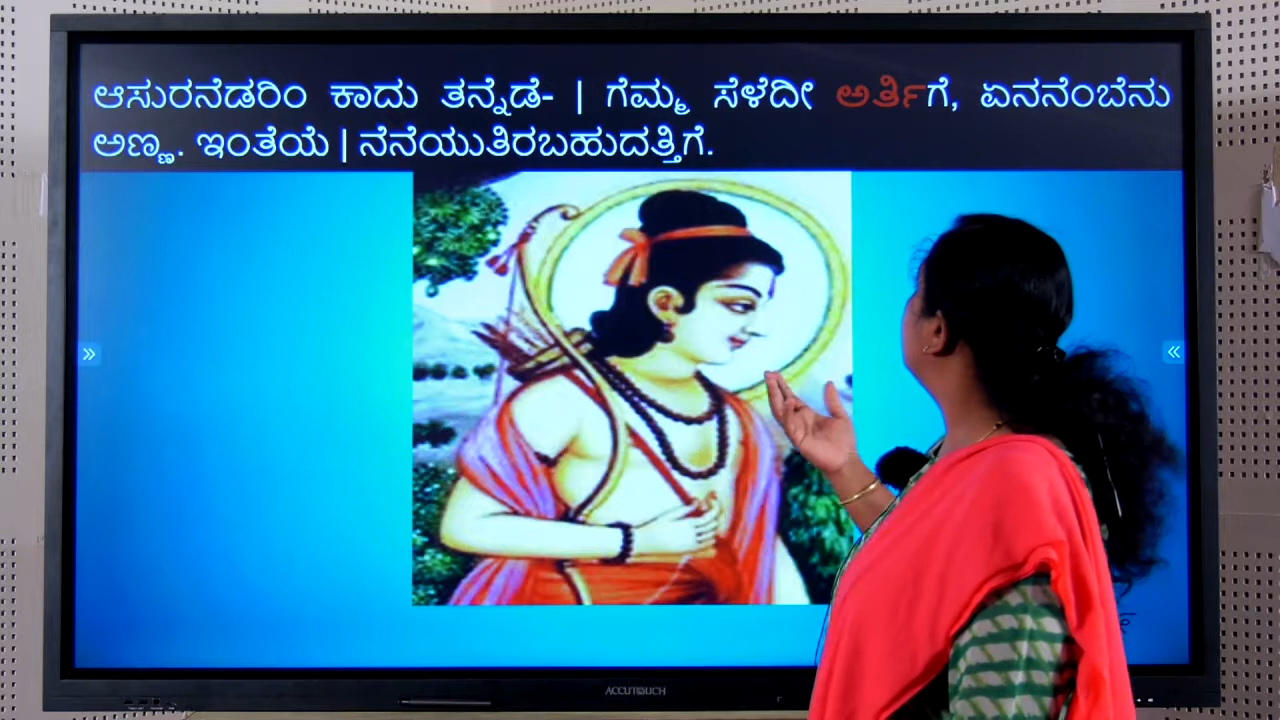 ಆಸುರನೆಡರಿಂ ಕಾದು ತನ್ನೆಡೆ- | ಗೆಮ್ಮ ಸೆಳೆದೀ ಅರ್ತಿಗೆ, ಏನನೆಂಬೆನು
ಅಣ್ಣ. ಇಂತೆಯೆ | ನೆನೆಯುತಿರಬಹುದತ್ತಿಗೆ.
ACCUTOUCH